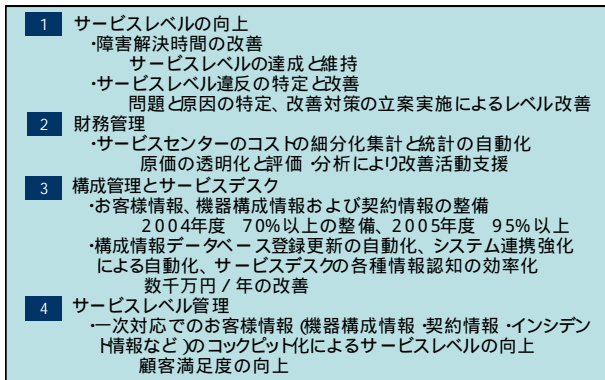 1 サービスレベルの向上
・障害解決時間の改善
サービスレベルの達成と維持
・サービスレベル違反の特定と改善
問題と原因の特定、改善対策の立案実施によるレベル改善
2 財務管理
・サービスセンターのコストの細分化集計と統計の自動化
原価の透明化と評価・分析により改善活動支援
3 構成管理とサービスデスク
・お客様情報、機器構成情報および契約情報の整備
2004年度 70%以上の整備、2005年度 95%以上
・構成情報データベース登録更新の自動化、システム連携強化
による自動化、サービスデスクの各種情報認知の効率化
数千万円/年の改善
4 サービスレベル管理
・一次対応でのお客様情報(機器構成情報・契約情報・インシデン
ト情報など)のコックピット化によるサービスレベルの向上
顧客満足度の向上